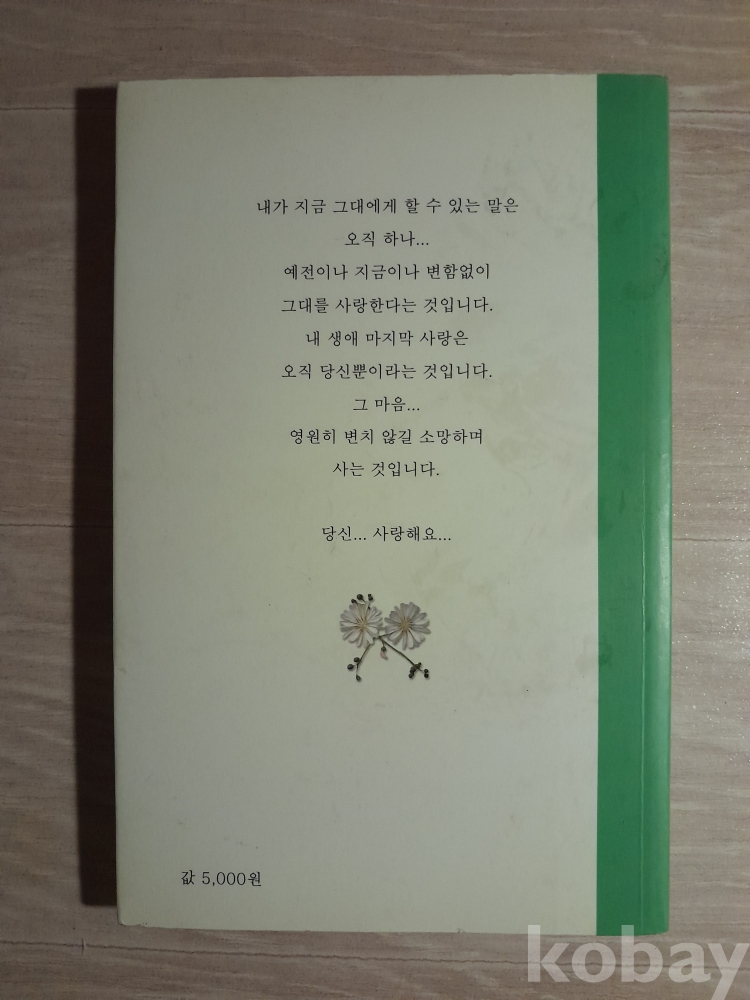 내가 지금 그대에게 할 수 있는 말은
오직 하나...
예전이나 지금이나 변함없이
그대를 사랑한다는 것입니다.
내 생애 마지막 사랑은
오직 당신뿐이라는 것입니다.
그 마음...
영원히 변치 않길 소망하며
사는 것입니다.
당신... 사랑해요...
값 5,000원
kobay